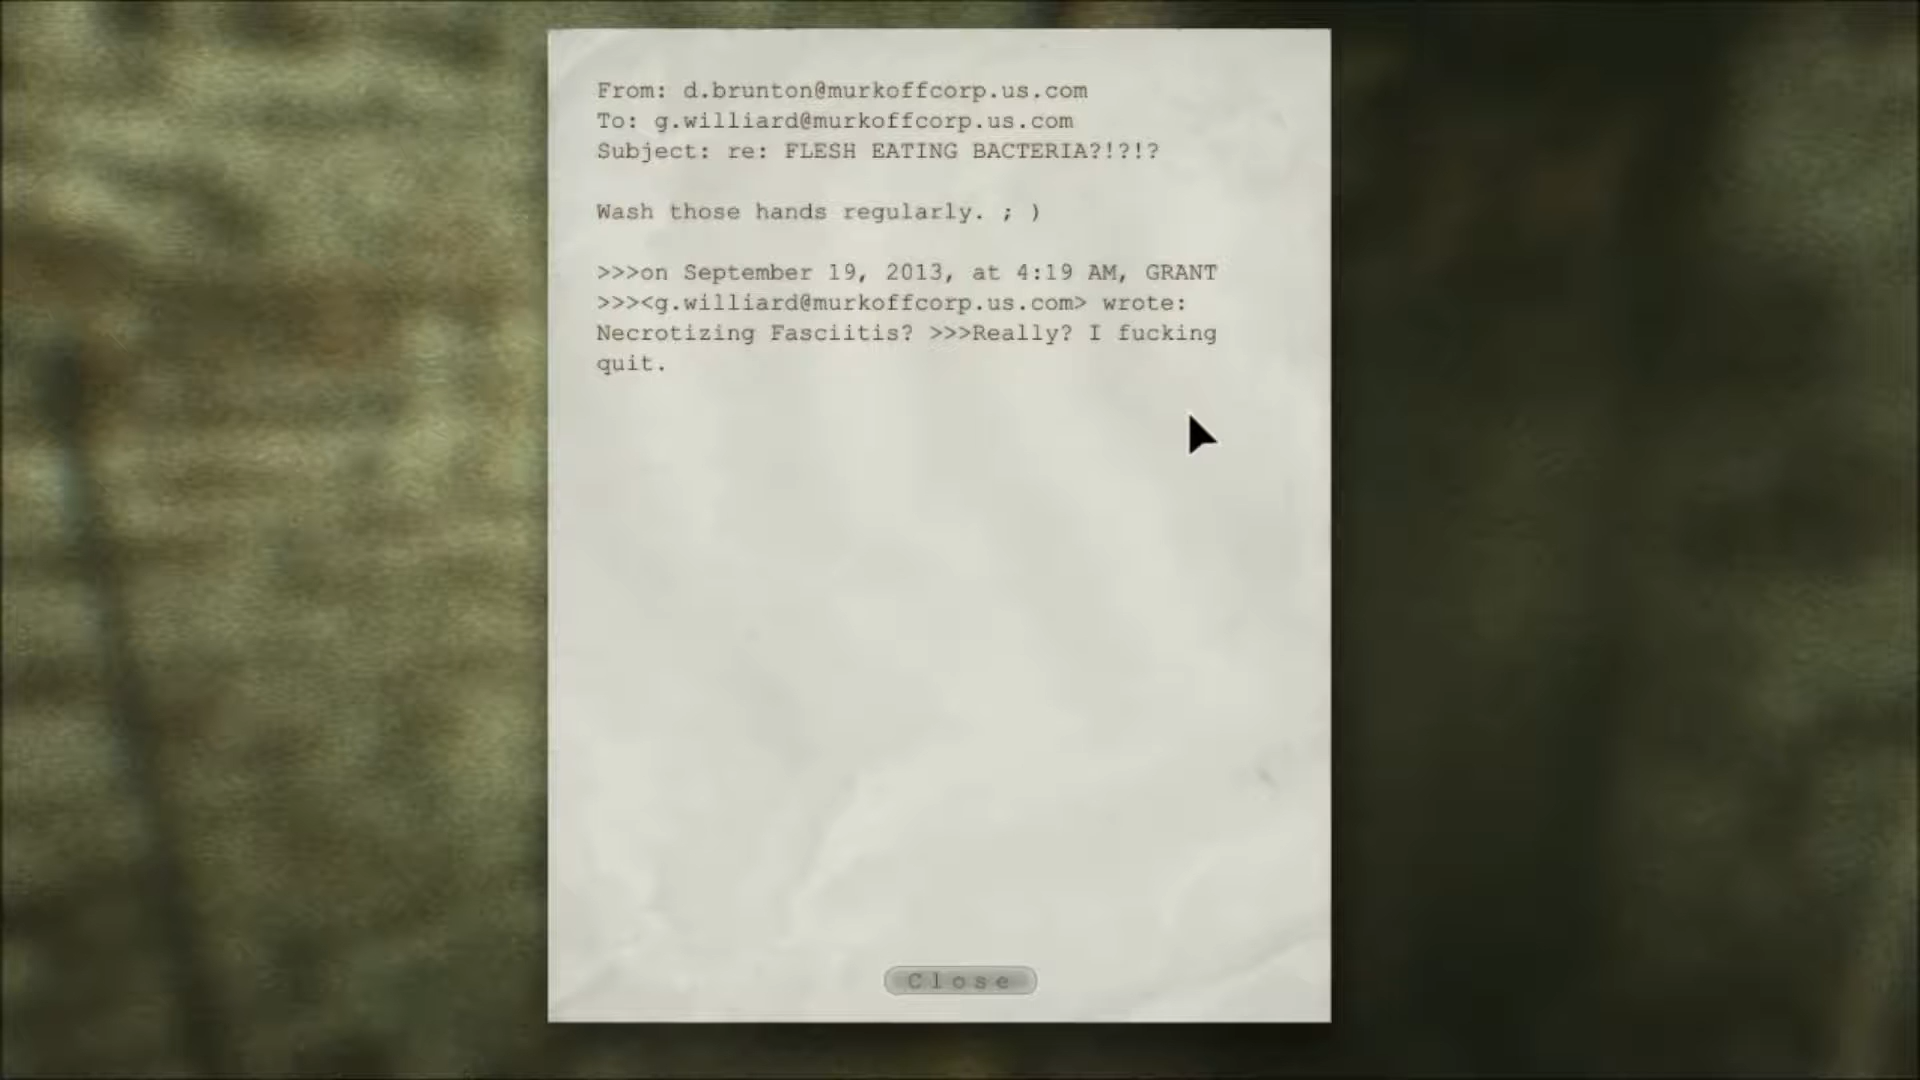 From: d.brunton@murkoffcorp.us.com
To: g.williard@murkoffcorp.us.com
Subject: re: FLESH EATING BACTERIA?!?!?
Wash those hands regularly. ; )
>>>on September 19, 2013, at 4:19 AM, GRANT
>>><g.williard@murkoffcorp.us.com> wrote:
Necrotizing Fasciitis? >>>Really? I fucking
quit.
Close